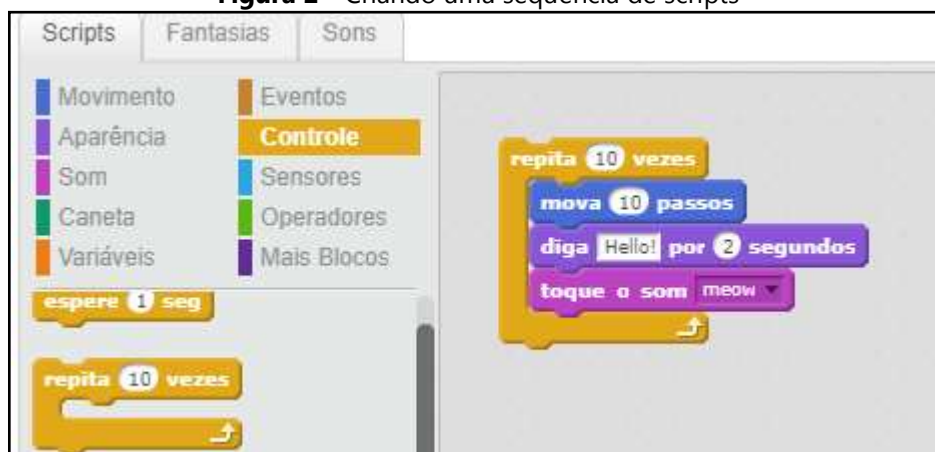 Figura 2 – Criando uma sequência de scripts
Scripts
Fantasias
Sons
Movimento
Aparência
Som
Caneta
Variáveis
Eventos
Controle
Sensores
Operadores
Mais Blocos
espere 1 seg
repita 10 vezes
repita 10 vezes
mova 10 passos
diga Hello! por 2 segundos
toque o som meow